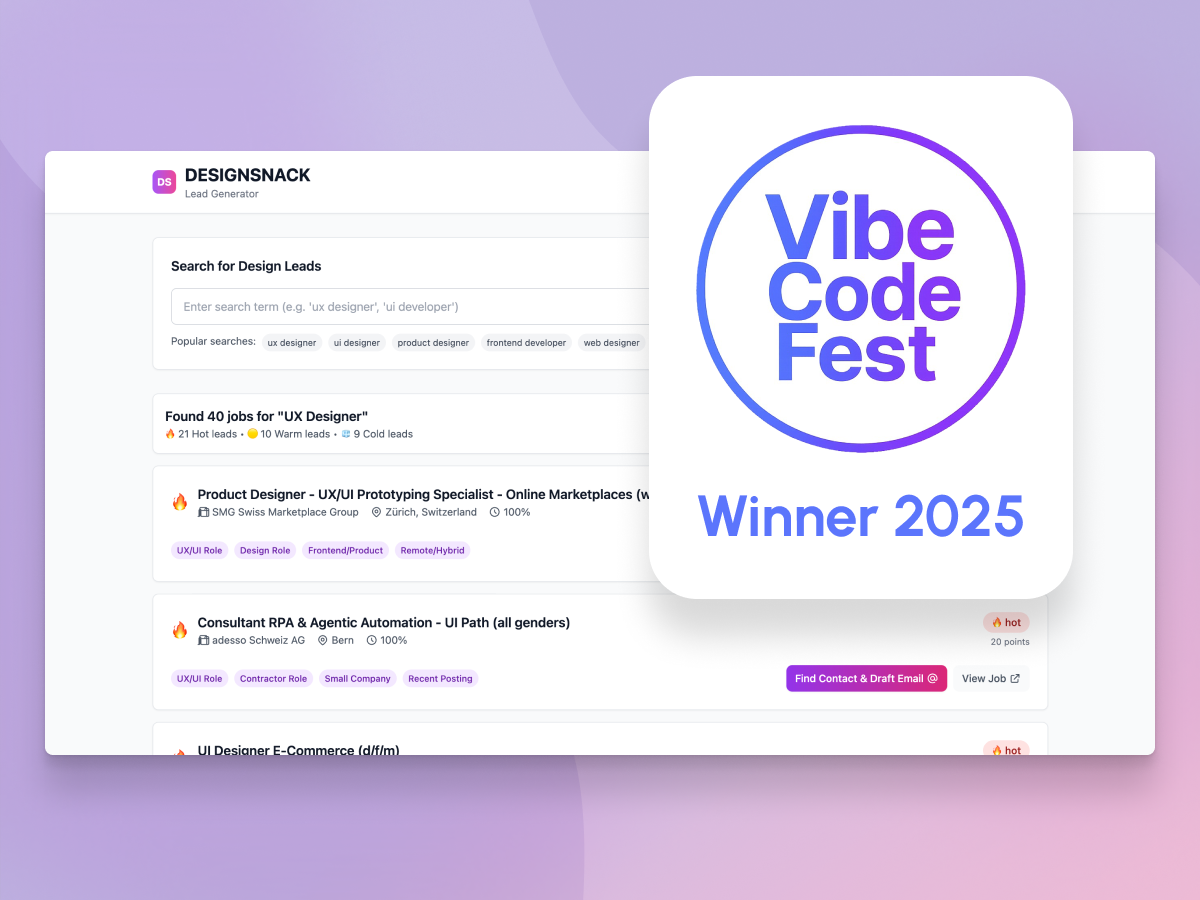 DS
DESIGNSNACK
Lead Generator
Search for Design Leads
Enter search term (e.g. 'ux designer', 'ui developer')
Popular searches: ux designer ui designer product designer frontend developer web designer
Found 40 jobs for "UX Designer"
21 Hot leads • 10 Warm leads • 9 Cold leads
Product Designer - UX/UI Prototyping Specialist - Online Marketplaces (w
SMG Swiss Marketplace Group Zürich, Switzerland 100%
UX/UI Role Design Role Frontend/Product Remote/Hybrid
Vibe
Code
Fest
Winner 2025
Consultant RPA & Agentic Automation - UI Path (all genders)
hot
adesso Schweiz AG Bern 100%
20 points
UX/UI Role Contractor Role Small Company Recent Posting
Find Contact & Draft Email @ View Job
UI Designer E-Commerce (d/f/m)
hot